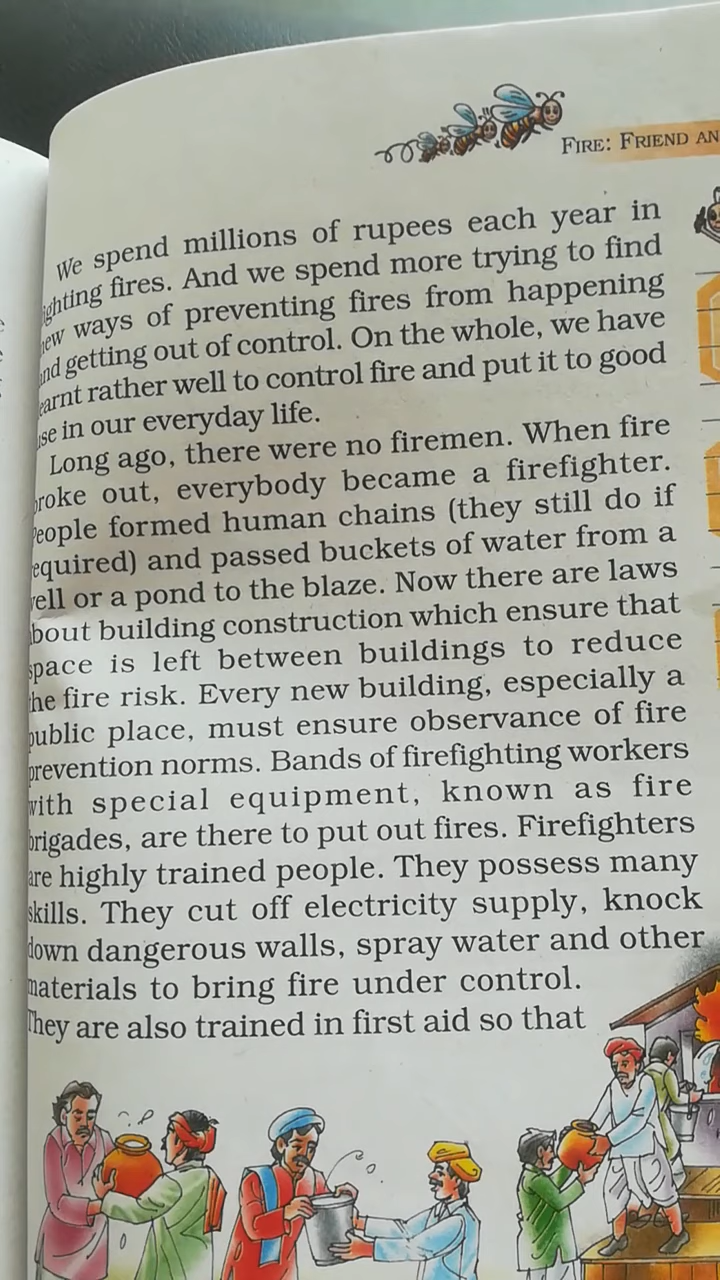 FIRE: FRIEND AN
We spend millions of rupees each year in
ighting fires. And we spend more trying to find
ew ways of preventing fires from happening
nd getting out of control. On the whole, we have
earnt rather well to control fire and put it to good
se in our everyday life.
Long ago, there were no firemen. When fire
roke out, everybody became a firefighter.
eople formed human chains (they still do if
equired) and passed buckets of water from a
ell or a pond to the blaze. Now there are laws
bout building construction which ensure that
space is left between buildings to reduce
he fire risk. Every new building, especially a
public place, must ensure observance of fire
prevention norms. Bands of firefighting workers
with special equipment, known as fire
brigades, are there to put out fires. Firefighters
are highly trained people. They possess many
skills. They cut off electricity supply, knock
down dangerous walls, spray water and other
materials to bring fire under control.
They are also trained in first aid so that